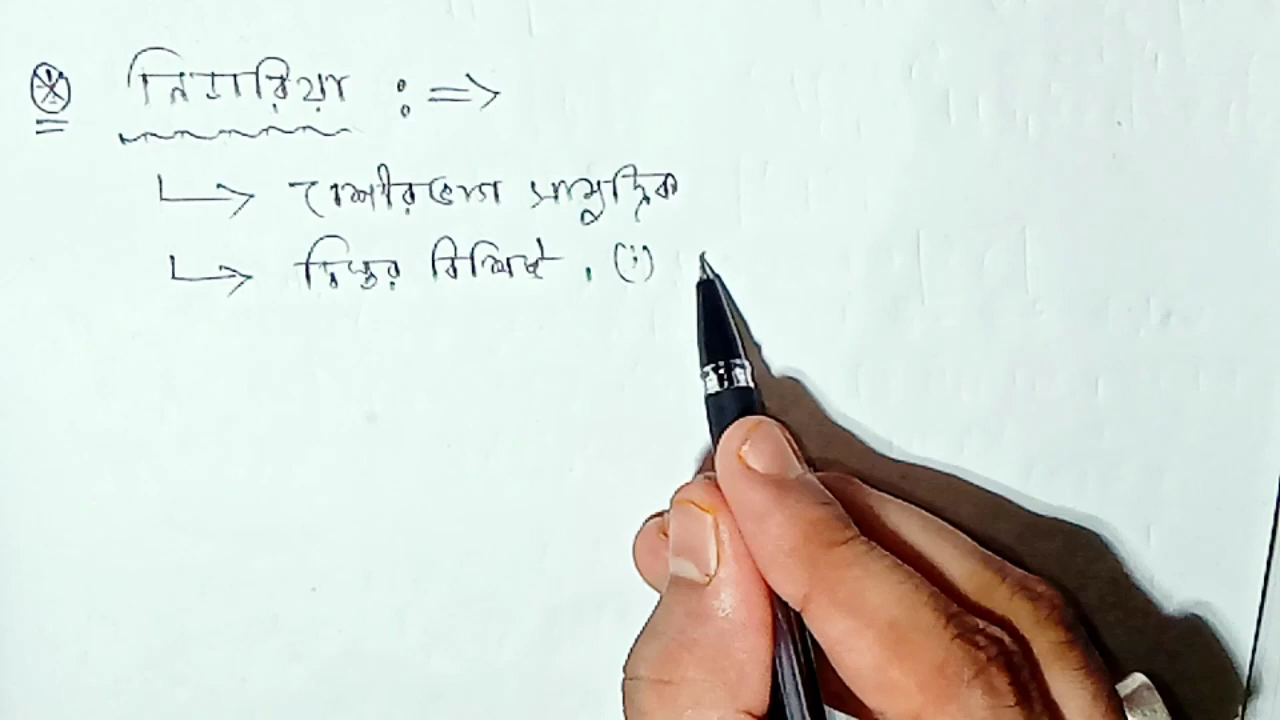 নিডারিয়া :=>
বেশীরভাগ সামুদ্রিক
দ্বিস্তর বিশিষ্ট . (i)